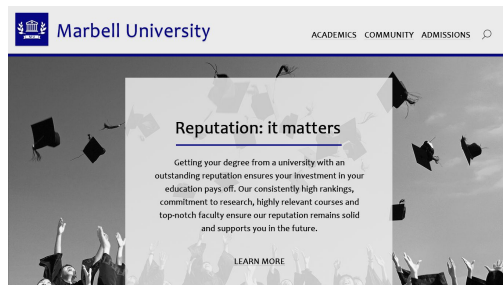 Marbell University
ACADEMICS COMMUNITY ADMISSIONS
Reputation: it matters
Getting your degree from a university with an
outstanding reputation ensures your investment in your
education pays off. Our consistently high rankings,
commitment to research, highly relevant courses and
top-notch faculty ensure our reputation remains solid
and supports you in the future.
LEARN MORE